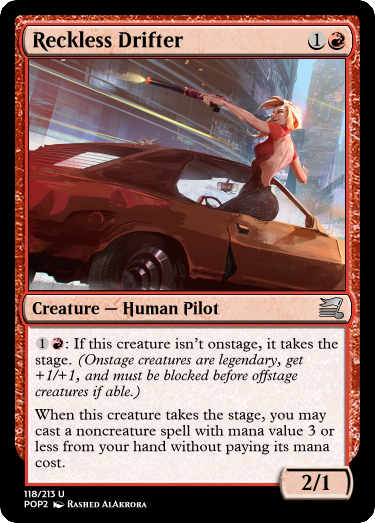 Reckless Drifter 1
Creature — Human Pilot
1 : If this creature isn't onstage, it takes the
stage. (Onstage creatures are legendary, get
+1/+1, and must be blocked before offstage
creatures if able.)
When this creature takes the stage, you may
cast a noncreature spell with mana value 3 or
less from your hand without paying its mana
cost.
2/1
118/213 U
POP2 Rashed AlAkrora